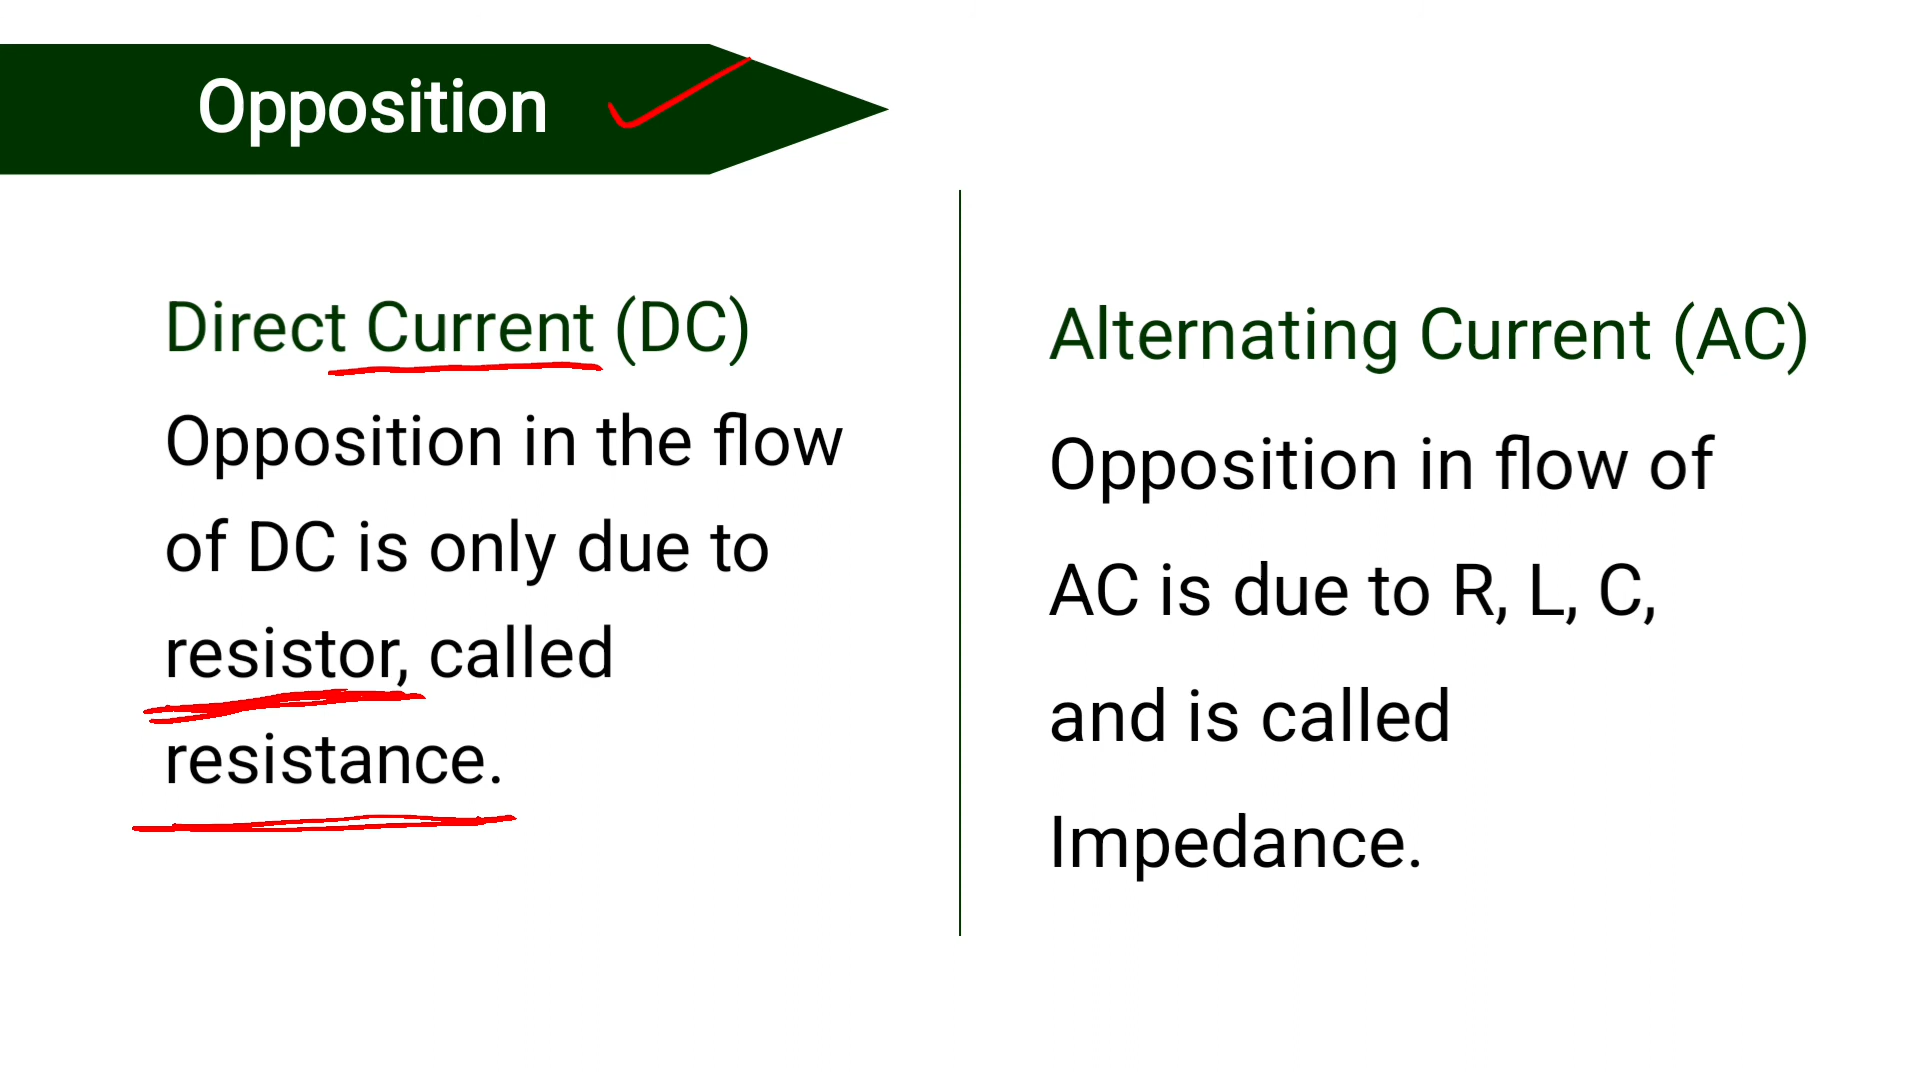 Opposition
Direct Current (DC)
Opposition in the flow
of DC is only due to
resistor, called
resistance.
Alternating Current (AC)
Opposition in flow of
AC is due to R, L, C,
and is called
Impedance.